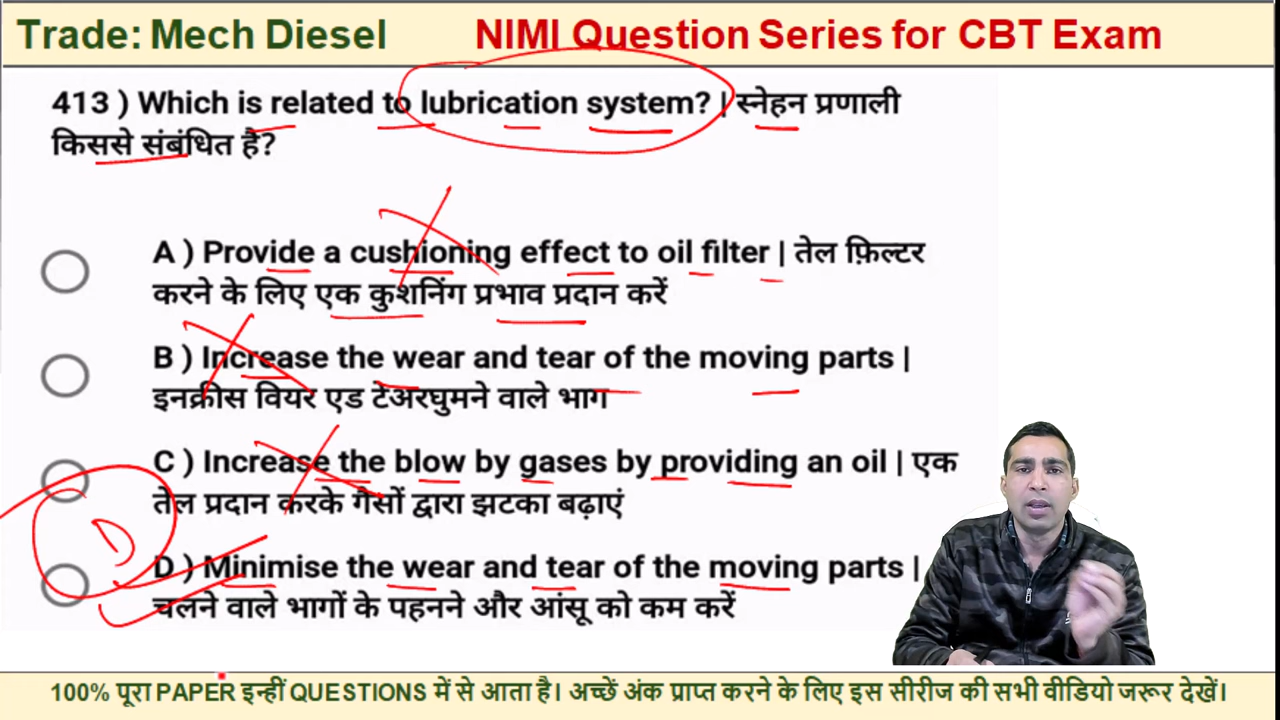 Trade: Mech Diesel NIMI Question Series for CBT Exam
413 ) Which is related to lubrication system? | स्नेहन प्रणाली
किससे संबंधित है?
A ) Provide a cushioning effect to oil filter | तेल फ़िल्टर
करने के लिए एक कुशनिंग प्रभाव प्रदान करें
B ) Increase the wear and tear of the moving parts |
इनक्रीस वियर एड टेअरघुमने वाले भाग
C ) Increase the blow by gases by providing an oil | एक
तेल प्रदान करके गैसों द्वारा झटका बढ़ाएं
D
D ) Minimise the wear and tear of the moving parts |
चलने वाले भागों के पहनने और आंसू को कम करें
100% पूरा PAPER इन्हीं QUESTIONS में से आता है। अच्छें अंक प्राप्त करने के लिए इस सीरीज की सभी वीडियो जरूर देखें।